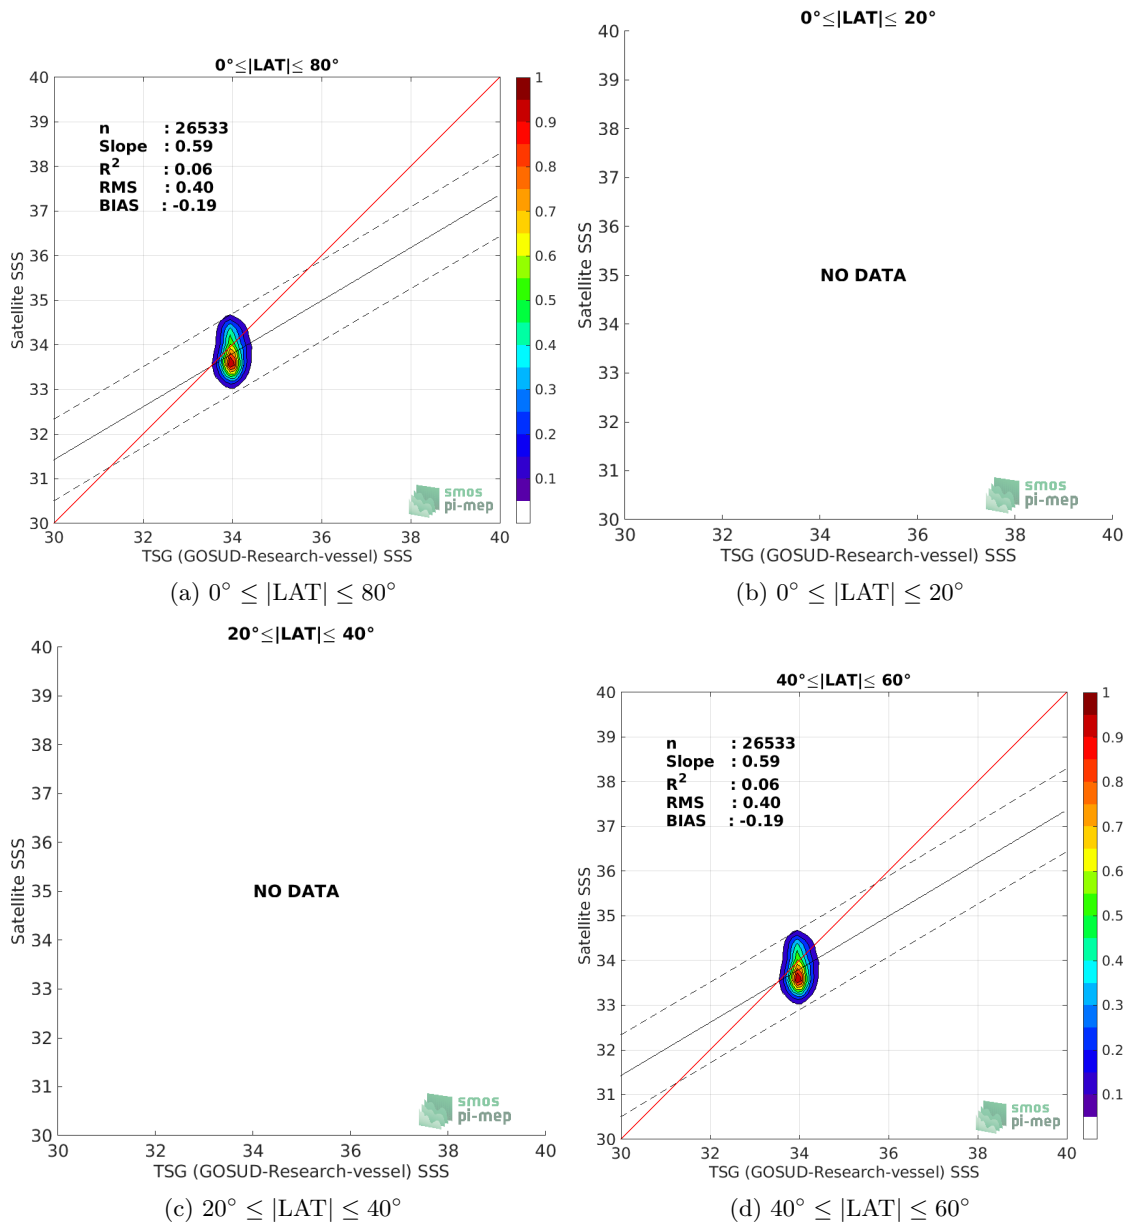 0°≤|LAT|≤ 80°
40
39
38
37
36
35
34
33
32
31
30
Satellite SSS
n : 26533
Slope : 0.59
R² : 0.06
RMS : 0.40
BIAS : -0.19
1
0.9
0.8
0.7
0.6
0.5
0.4
0.3
0.2
0.1
smos
pi-mep
30 32 34 36 38 40
TSG (GOSUD-Research-vessel) SSS
(a) 0° ≤ |LAT| ≤ 80°
0°≤|LAT|≤ 20°
40
39
38
37
36
35
34
33
32
31
30
Satellite SSS
NO DATA
smos
pi-mep
30 32 34 36 38 40
TSG (GOSUD-Research-vessel) SSS
(b) 0° ≤ |LAT| ≤ 20°
20°≤|LAT|≤ 40°
40
39
38
37
36
35
34
33
32
31
30
Satellite SSS
NO DATA
smos
pi-mep
30 32 34 36 38 40
TSG (GOSUD-Research-vessel) SSS
(c) 20° ≤ |LAT| ≤ 40°
40°≤|LAT|≤ 60°
40
39
38
37
36
35
34
33
32
31
30
Satellite SSS
n : 26533
Slope : 0.59
R² : 0.06
RMS : 0.40
BIAS : -0.19
1
0.9
0.8
0.7
0.6
0.5
0.4
0.3
0.2
0.1
smos
pi-mep
30 32 34 36 38 40
TSG (GOSUD-Research-vessel) SSS
(d) 40° ≤ |LAT| ≤ 60°